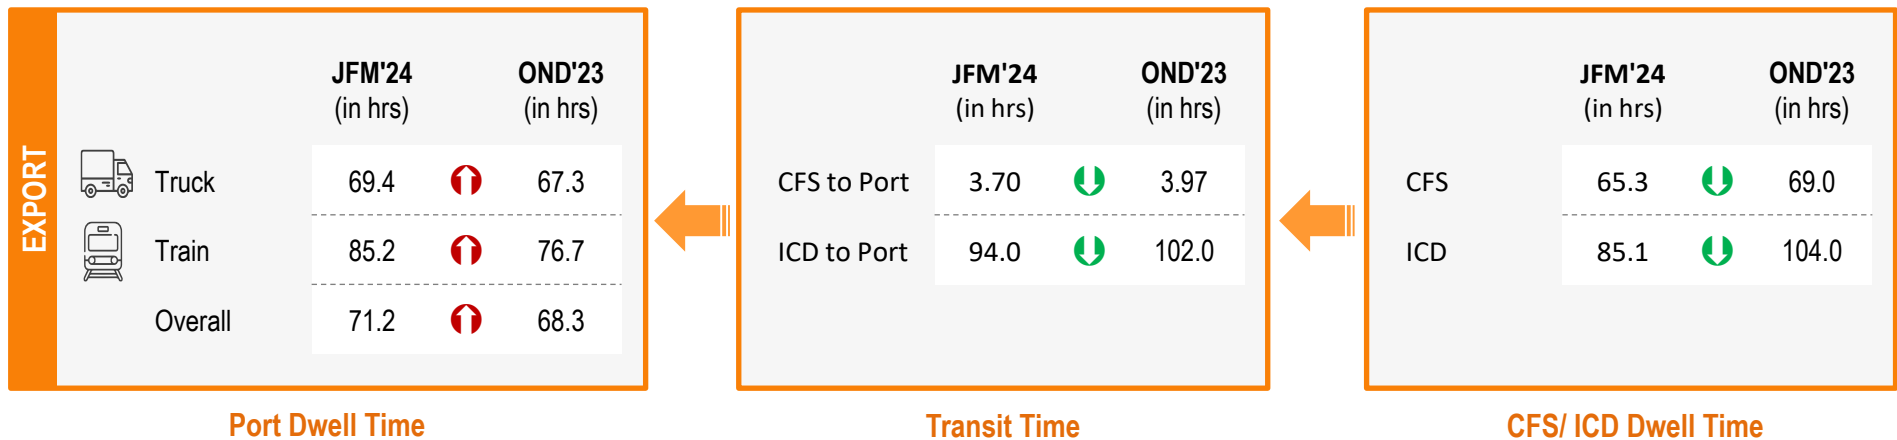 EXPORT
JFM'24 OND'23
(in hrs) (in hrs)
Truck 69.4 67.3
Train 85.2 76.7
Overall 71.2 68.3
Port Dwell Time
JFM'24 OND'23
(in hrs) (in hrs)
CFS to Port 3.70 3.97
ICD to Port 94.0 102.0
Transit Time
JFM'24 OND'23
(in hrs) (in hrs)
CFS 65.3 69.0
ICD 85.1 104.0
CFS/ ICD Dwell Time